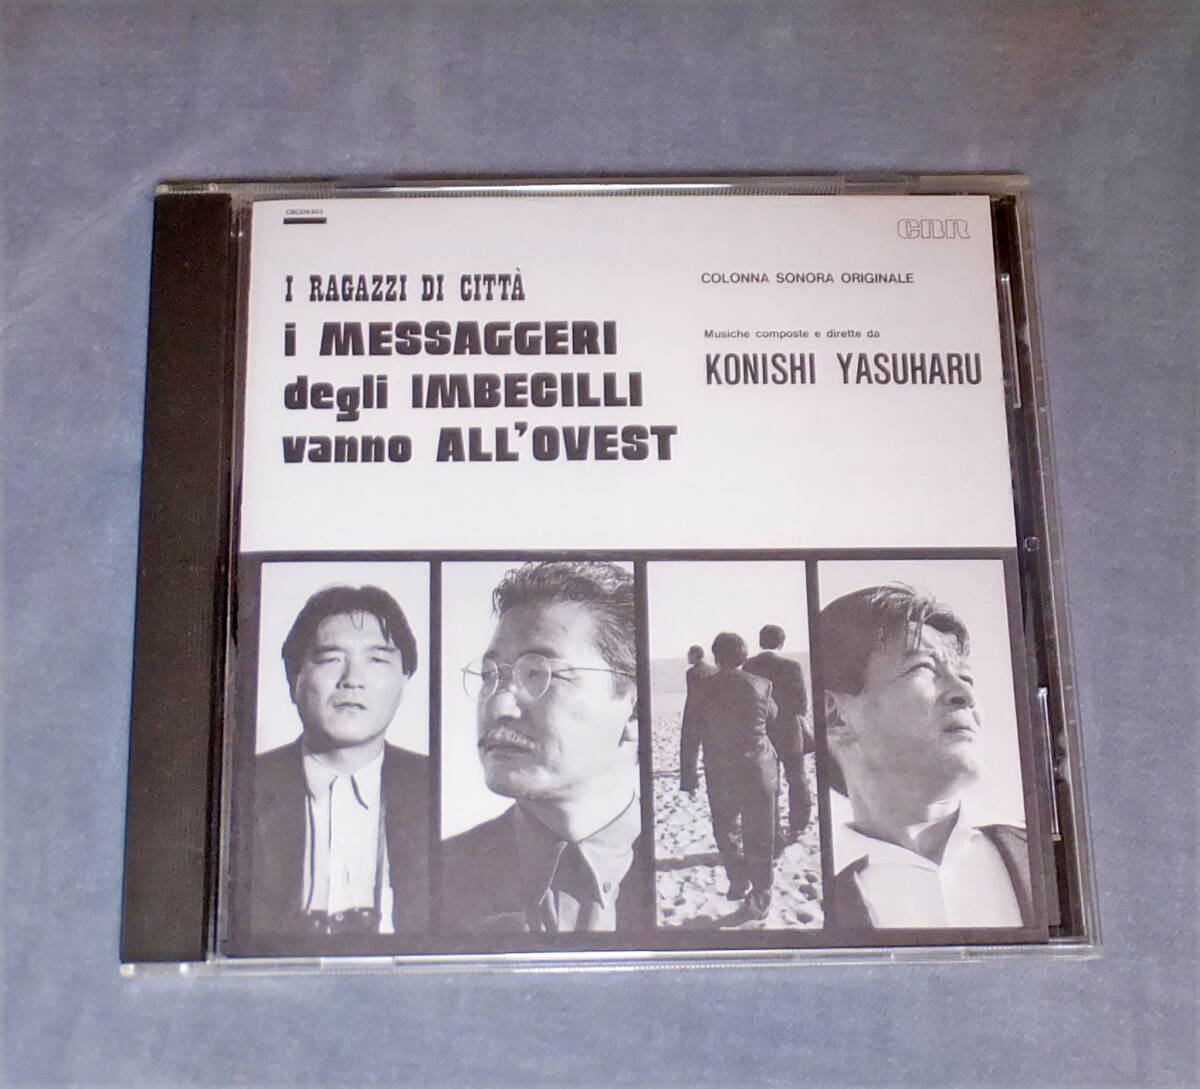 CBR
I RAGAZZI DI CITTÀ
i MESSAGGERI
degli IMBECILLI
vanno ALL'OVEST
COLONNA SONORA ORIGINALE
Musiche composte e dirette da
KONISHI YASUHARU